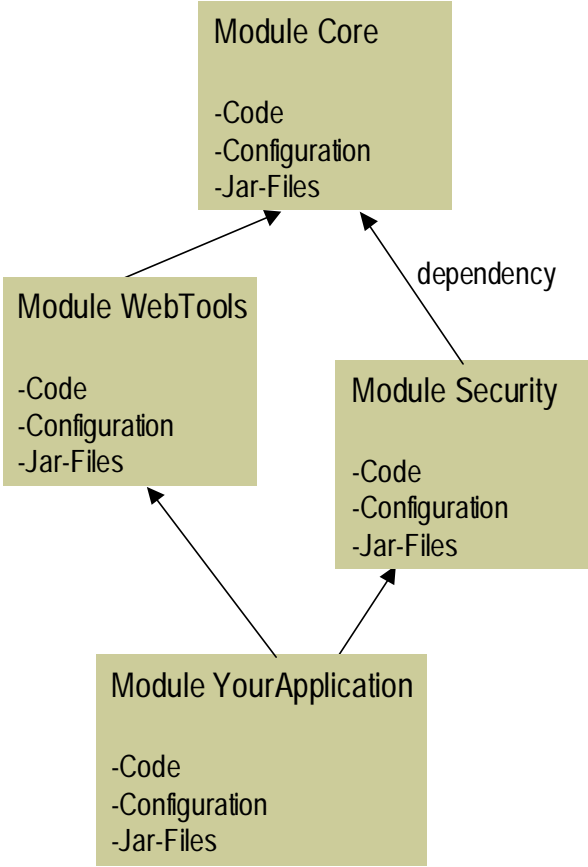 Module Core
-Code
-Configuration
-Jar-Files
dependency
Module WebTools
-Code
-Configuration
-Jar-Files
Module Security
-Code
-Configuration
-Jar-Files
Module YourApplication
-Code
-Configuration
-Jar-Files